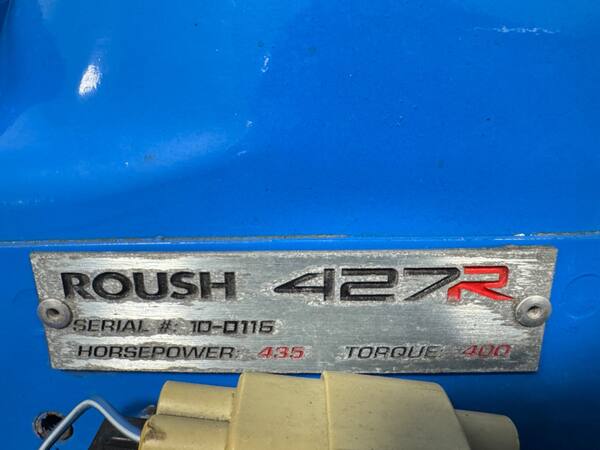 ROUSH 427R
SERIAL #: 10-0116
HORSEPOWER: 435 TORQUE: 400